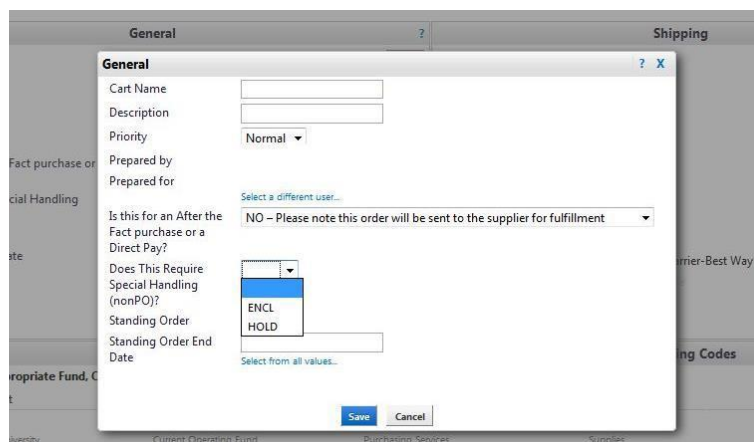 General ? Shipping
General ? X
Cart Name
Description
Priority Normal
Prepared by
Fact purchase or
Prepared for
cial Handling
Select a different user...
Is this for an After the NO – Please note this order will be sent to the supplier for fulfillment
Fact purchase or a
Direct Pay?
ate
Does This Require
rrier-Best Way
Special Handling
(nonPO)?
ENCL
Standing Order
HOLD
Standing Order End
Date
Select from all values...
ng Codes
ropriate Fund, C
t
Save Cancel
iversity Current Operating Fund Purchasing Services Supplies